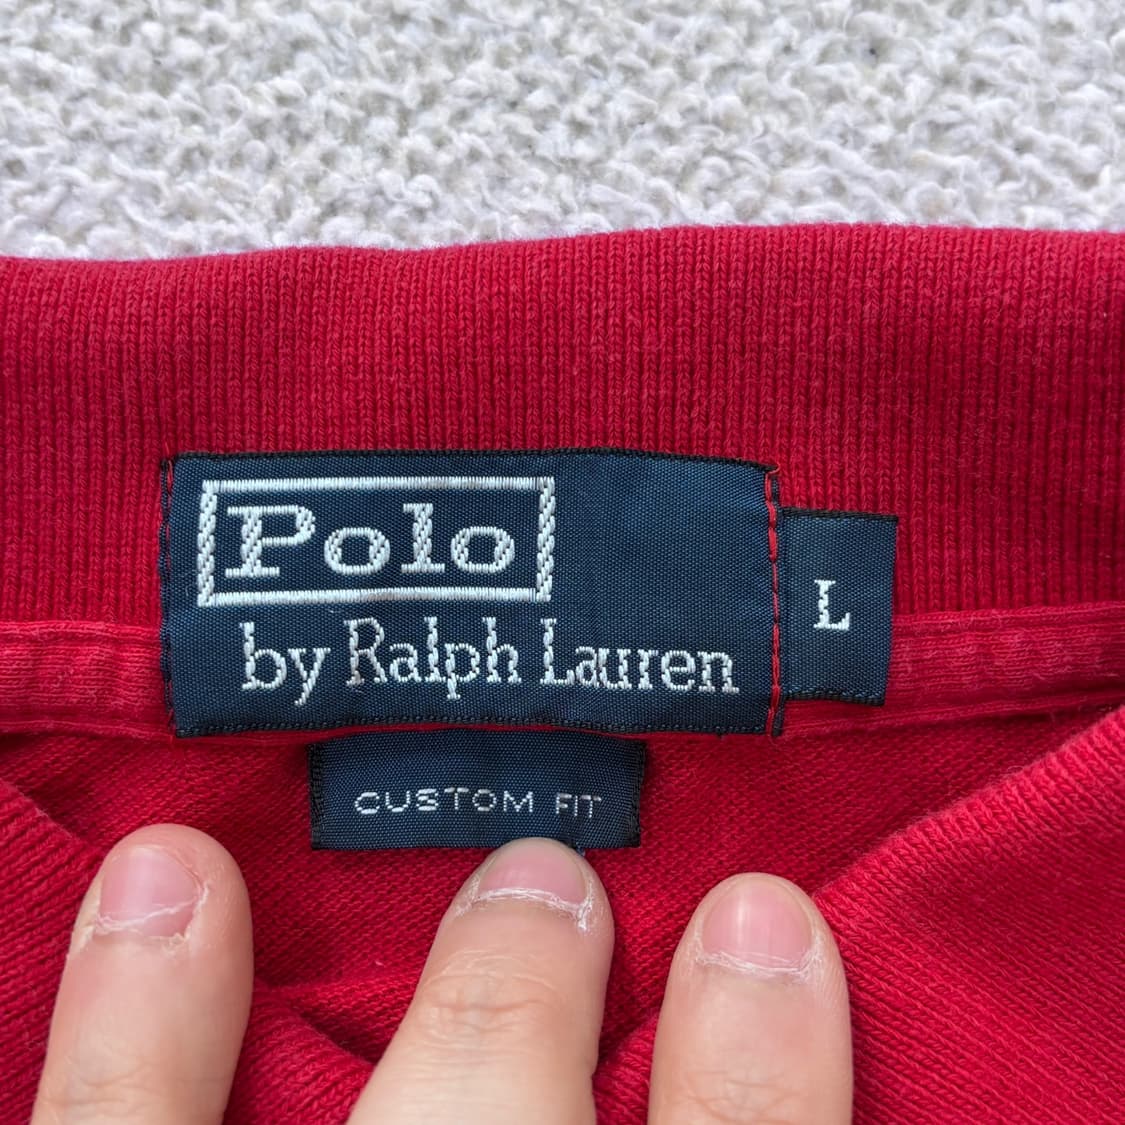 Polo
by Ralph Lauren
L
CUSTOM FIT